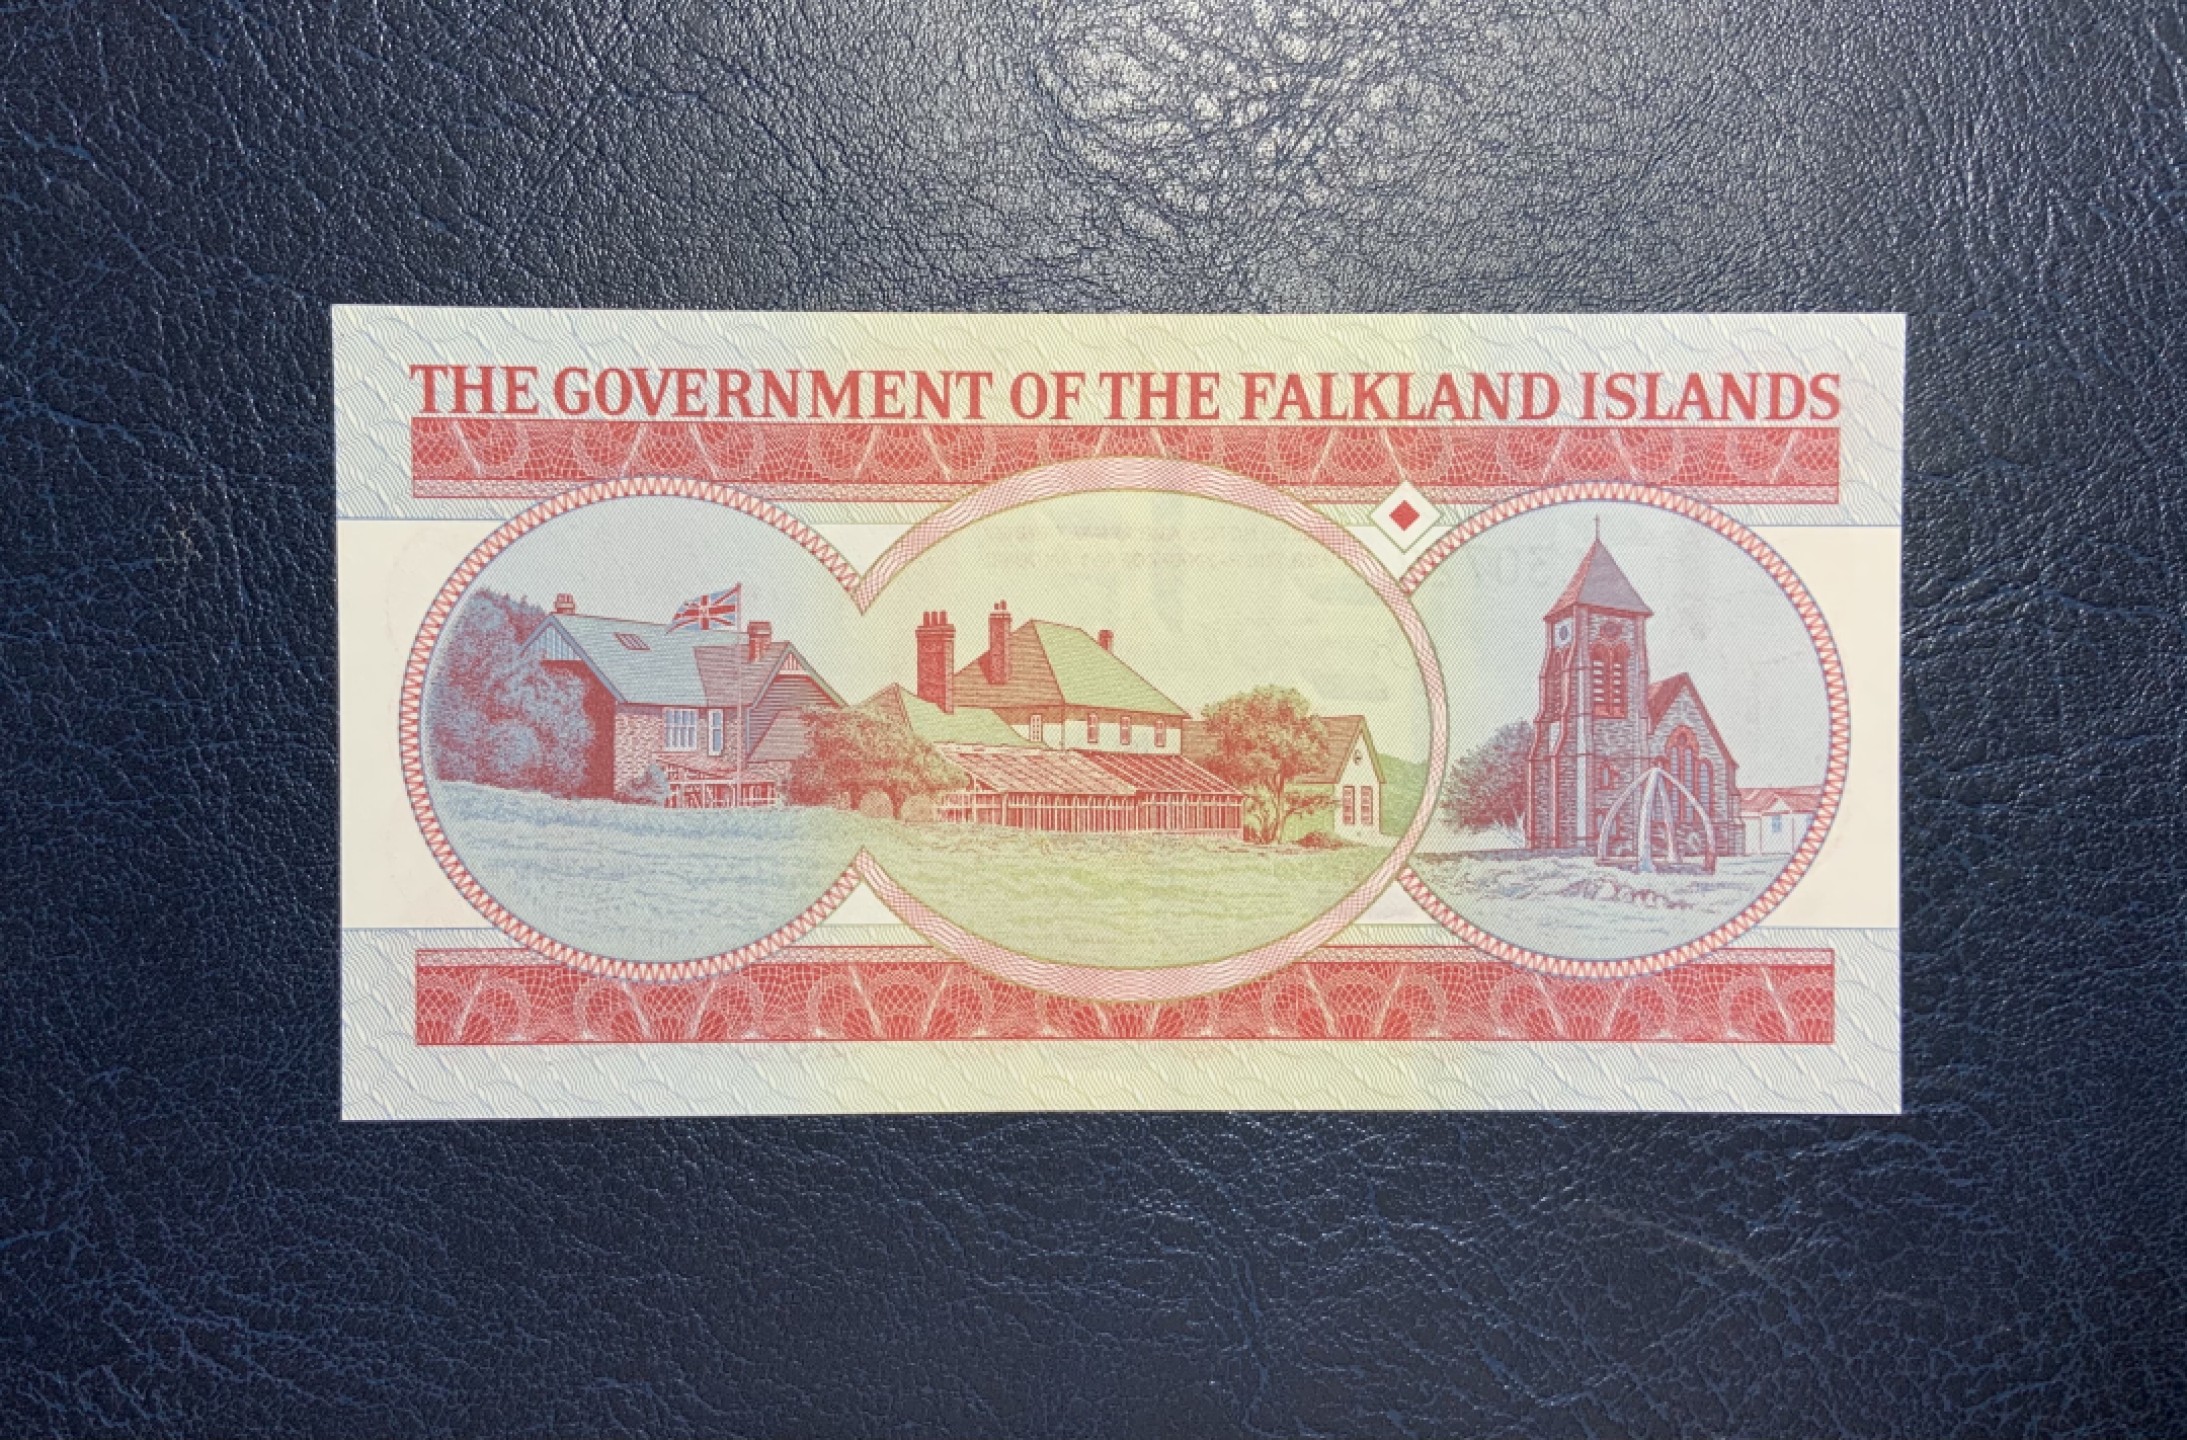 THE GOVERNMENT OF THE FALKLAND ISLANDS